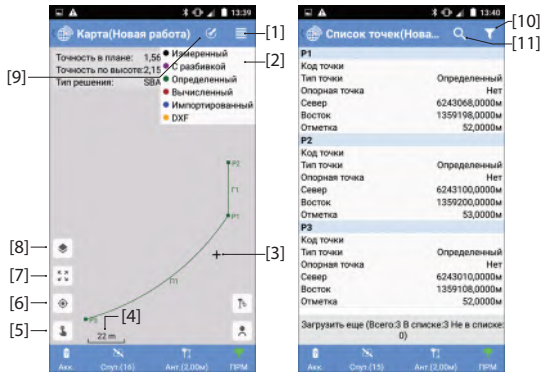 13:39
Карта(Новая работа)
Точность в плане: 1,56
Точность по высоте:2,15
Тип решения: SBA
Измеренный
С разбивкой
Определенный
Вычисленный
Импортированный
DXF
P2
Л1
P1
Л1
P3
22 m
Акк.
Спут.(16)
Ант.(2,00м)
ПРМ
[1]
[2]
[3]
[4]
[5]
[6]
[7]
[8]
[9]
13:40
Список точек(Нова...
[10]
[11]
P1
Код точки
Тип точки Определенный
Опорная точка Нет
Север 6243068,0000м
Восток 1359198,0000м
Отметка 52,0000м
P2
Код точки
Тип точки Определенный
Опорная точка Нет
Север 6243100,0000м
Восток 1359200,0000м
Отметка 53,0000м
P3
Код точки
Тип точки Определенный
Опорная точка Нет
Север 6243010,0000м
Восток 1359108,0000м
Отметка 52,0000м
Загрузить еще (Всего:3 В списке:3 Не в списке:
0)
Акк.
Спут.(15)
Ант.(2,00м)
ПРМ